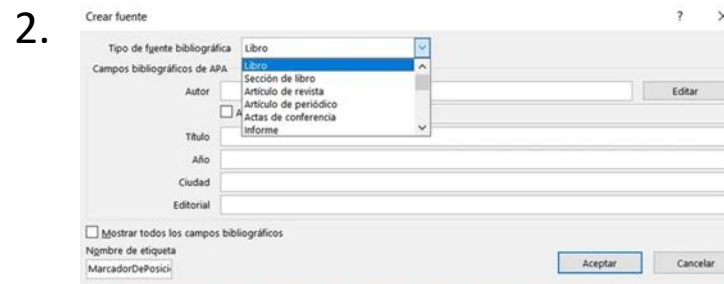 2.
Crear fuente ?
Tipo de fuente bibliográfica Libro
Campos bibliográficos de APA
Libro
Sección de libro
Artículo de revista
Artículo de periódico
Actas de conferencia
Informe
Autor Editar
A
Título
Año
Ciudad
Editorial
Mostrar todos los campos bibliográficos
Nombre de etiqueta
MarcadorDePosici
Aceptar Cancelar